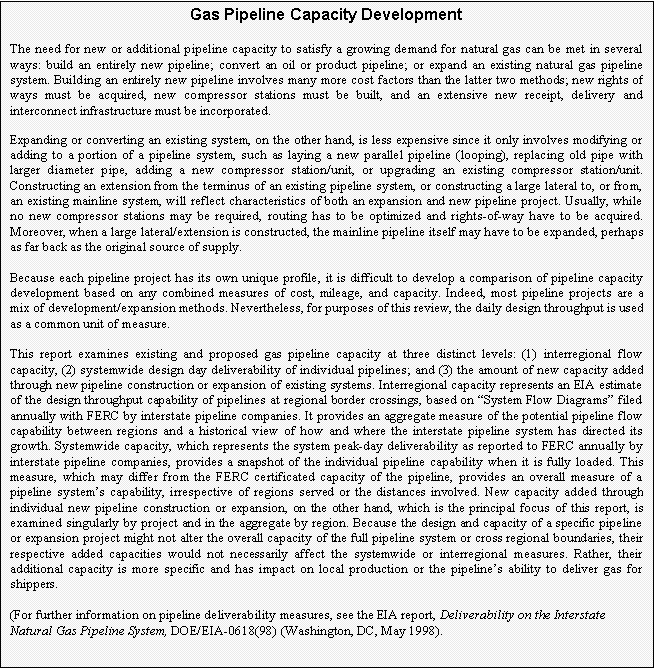 Gas Pipeline Capacity Development
The need for new or additional pipeline capacity to satisfy a growing demand for natural gas can be met in several
ways: build an entirely new pipeline; convert an oil or product pipeline; or expand an existing natural gas pipeline
system. Building an entirely new pipeline involves many more cost factors than the latter two methods; new rights of
ways must be acquired, new compressor stations must be built, and an extensive new receipt, delivery and
interconnect infrastructure must be incorporated.
Expanding or converting an existing system, on the other hand, is less expensive since it only involves modifying or
adding to a portion of a pipeline system, such as laying a new parallel pipeline (looping), replacing old pipe with
larger diameter pipe, adding a new compressor station/unit, or upgrading an existing compressor station/unit.
Constructing an extension from the terminus of an existing pipeline system, or constructing a large lateral to, or from,
an existing mainline system, will reflect characteristics of both an expansion and new pipeline project. Usually, while
no new compressor stations may be required, routing has to be optimized and rights-of-way have to be acquired.
Moreover, when a large lateral/extension is constructed, the mainline pipeline itself may have to be expanded, perhaps
as far back as the original source of supply.
Because each pipeline project has its own unique profile, it is difficult to develop a comparison of pipeline capacity
development based on any combined measures of cost, mileage, and capacity. Indeed, most pipeline projects are a
mix of development/expansion methods. Nevertheless, for purposes of this review, the daily design throughput is used
as a common unit of measure.
This report examines existing and proposed gas pipeline capacity at three distinct levels: (1) interregional flow
capacity, (2) systemwide design day deliverability of individual pipelines; and (3) the amount of new capacity added
through new pipeline construction or expansion of existing systems. Interregional capacity represents an EIA estimate
of the design throughput capability of pipelines at regional border crossings, based on “System Flow Diagrams” filed
annually with FERC by interstate pipeline companies. It provides an aggregate measure of the potential pipeline flow
capability between regions and a historical view of how and where the interstate pipeline system has directed its
growth. Systemwide capacity, which represents the system peak-day deliverability as reported to FERC annually by
interstate pipeline companies, provides a snapshot of the individual pipeline capability when it is fully loaded. This
measure, which may differ from the FERC certificated capacity of the pipeline, provides an overall measure of a
pipeline system’s capability, irrespective of regions served or the distances involved. New capacity added through
individual new pipeline construction or expansion, on the other hand, which is the principal focus of this report, is
examined singularly by project and in the aggregate by region. Because the design and capacity of a specific pipeline
or expansion project might not alter the overall capacity of the full pipeline system or cross regional boundaries, their
respective added capacities would not necessarily affect the systemwide or interregional measures. Rather, their
additional capacity is more specific and has impact on local production or the pipeline’s ability to deliver gas for
shippers.
(For further information on pipeline deliverability measures, see the EIA report, Deliverability on the Interstate
Natural Gas Pipeline System, DOE/EIA-0618(98) (Washington, DC, May 1998).